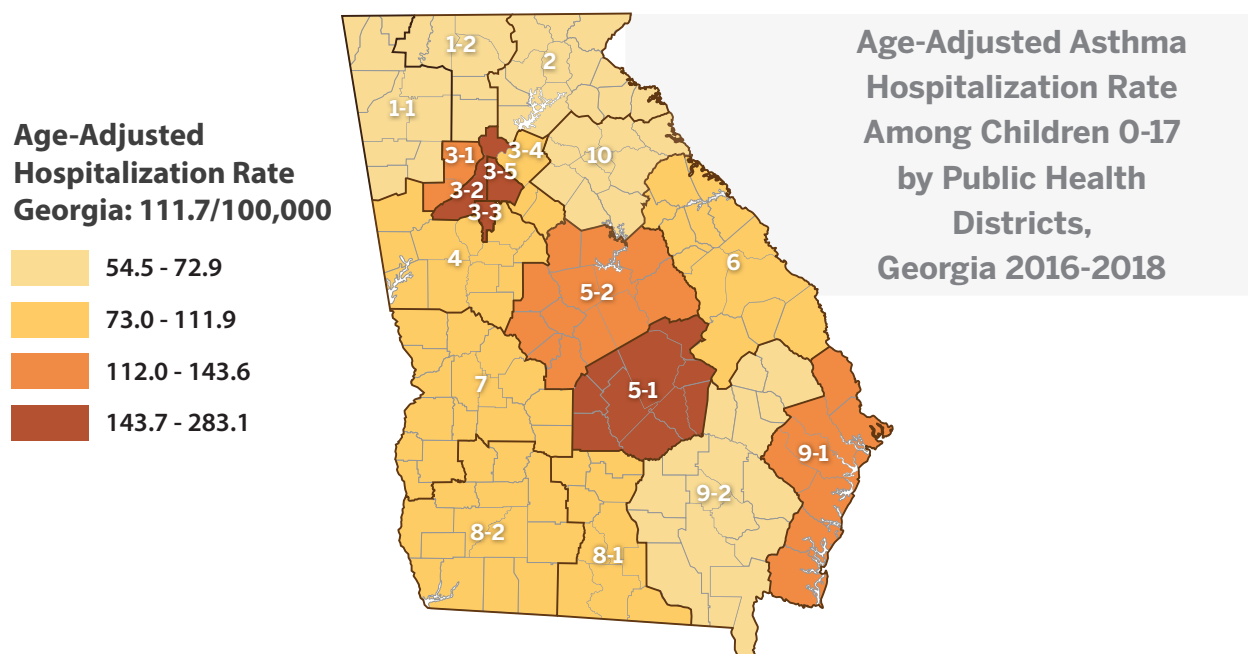 Age-Adjusted Asthma
Hospitalization Rate
Among Children 0-17
by Public Health
Districts,
Georgia 2016-2018
Age-Adjusted
Hospitalization Rate
Georgia: 111.7/100,000
54.5 - 72.9
73.0 - 111.9
112.0 - 143.6
143.7 - 283.1
1-2
2
1-1
3-1
3-4
10
3-5
3-2
3-3
4
6
5-2
7
5-1
9-1
9-2
8-2
8-1